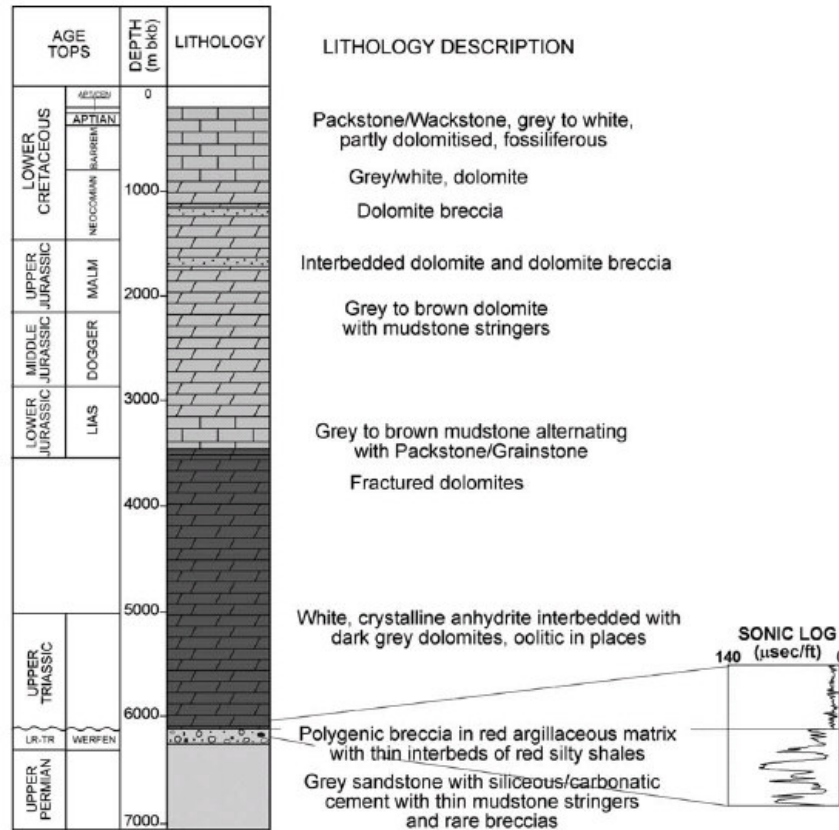 AGE
TOPS
DEPTH
(m bkb)
LITHOLOGY
LITHOLOGY DESCRIPTION
LOWER
CRETACEOUS
APTIAN
BARREM
NEOCOMIAN
UPPER
JURASSIC
MALM
MIDDLE
JURASSIC
DOGGER
LOWER
JURASSIC
LIAS
UPPER
TRIASSIC
LR-TR
WERFEN
UPPER
PERMIAN
0
1000
2000
3000
4000
5000
6000
7000
Packstone/Wackstone, grey to white,
partly dolomitised, fossiliferous
Grey/white, dolomite
Dolomite breccia
Interbedded dolomite and dolomite breccia
Grey to brown dolomite
with mudstone stringers
Grey to brown mudstone alternating
with Packstone/Grainstone
Fractured dolomites
White, crystalline anhydrite interbedded with
dark grey dolomites, oolitic in places
Polygenic breccia in red argillaceous matrix
with thin interbeds of red silty shales
Grey sandstone with siliceous/carbonatic
cement with thin mudstone stringers
and rare breccias
SONIC LOG
140 (µsec/ft)